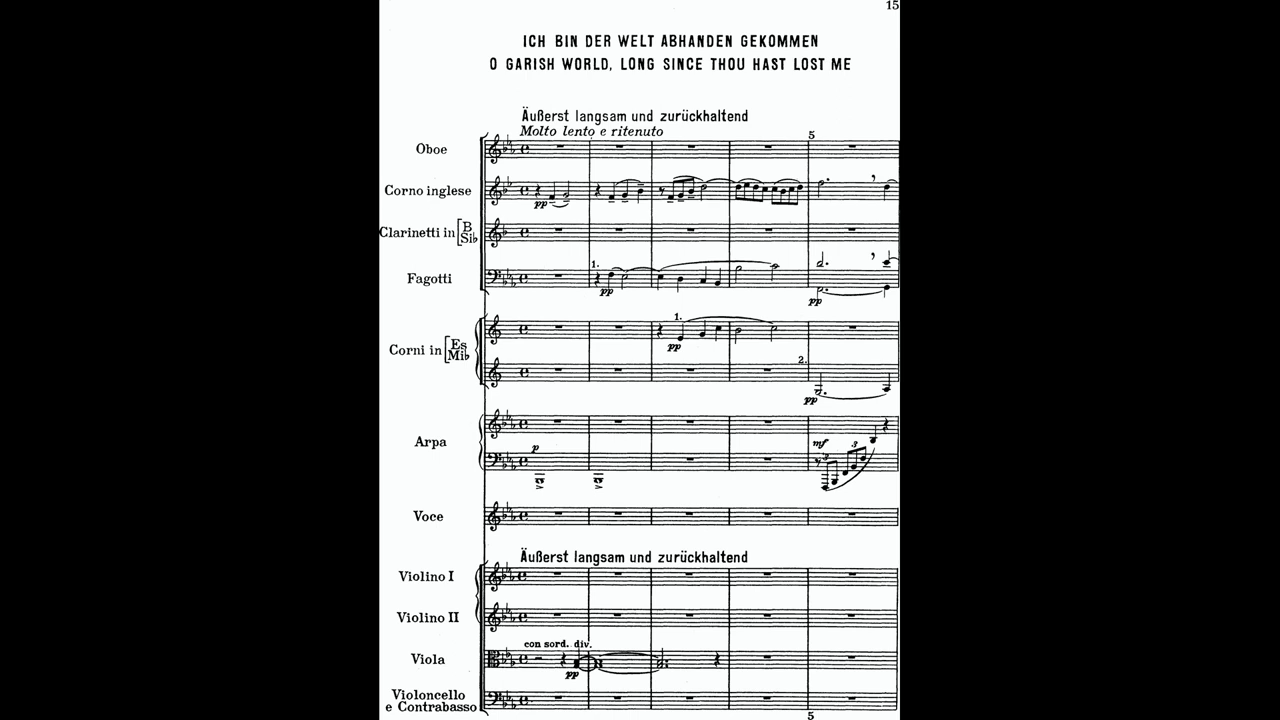 15
ICH BIN DER WELT ABHANDEN GEKOMMEN
O GARISH WORLD, LONG SINCE THOU HAST LOST ME
Äußerst langsam und zurückhaltend
Molto lento e ritenuto
5
Oboe
Corno inglese
pp
Clarinetti in [B
Sib
1.
Fagotti
pp
pp
1.
Corni in [Es
Mib
pp
2.
pp
Arpa
p
mf
3
3
Voce
Äußerst langsam und zurückhaltend
Violino I
Violino II
con sord. div.
Viola
pp
Violoncello
e Contrabasso
5